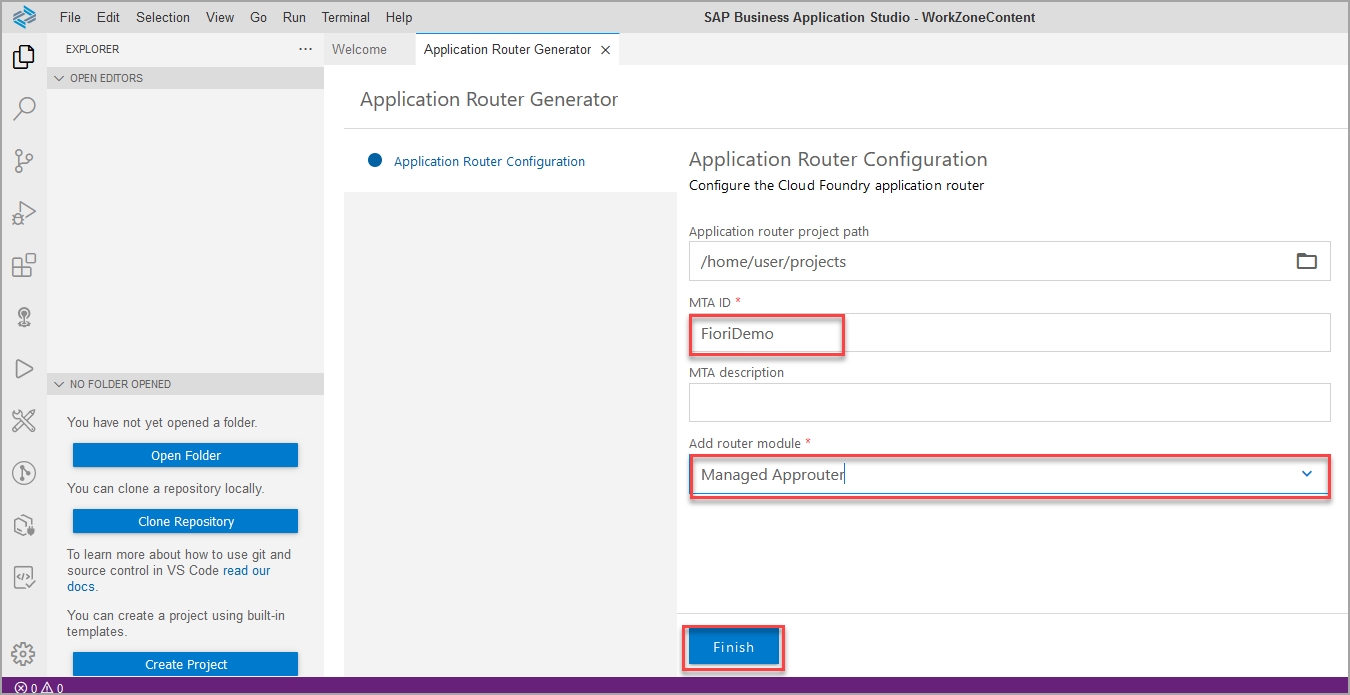 File Edit Selection View Go Run Terminal Help
SAP Business Application Studio - WorkZoneContent
EXPLORER
Welcome
Application Router Generator
OPEN EDITORS
NO FOLDER OPENED
You have not yet opened a folder.
Open Folder
You can clone a repository locally.
Clone Repository
To learn more about how to use git and
source control in VS Code read our
docs.
You can create a project using built-in
templates.
Create Project
Application Router Generator
Application Router Configuration
Application Router Configuration
Configure the Cloud Foundry application router
Application router project path
/home/user/projects
MTA ID *
FioriDemo
MTA description
Add router module *
Managed Approuter
Finish
0 0